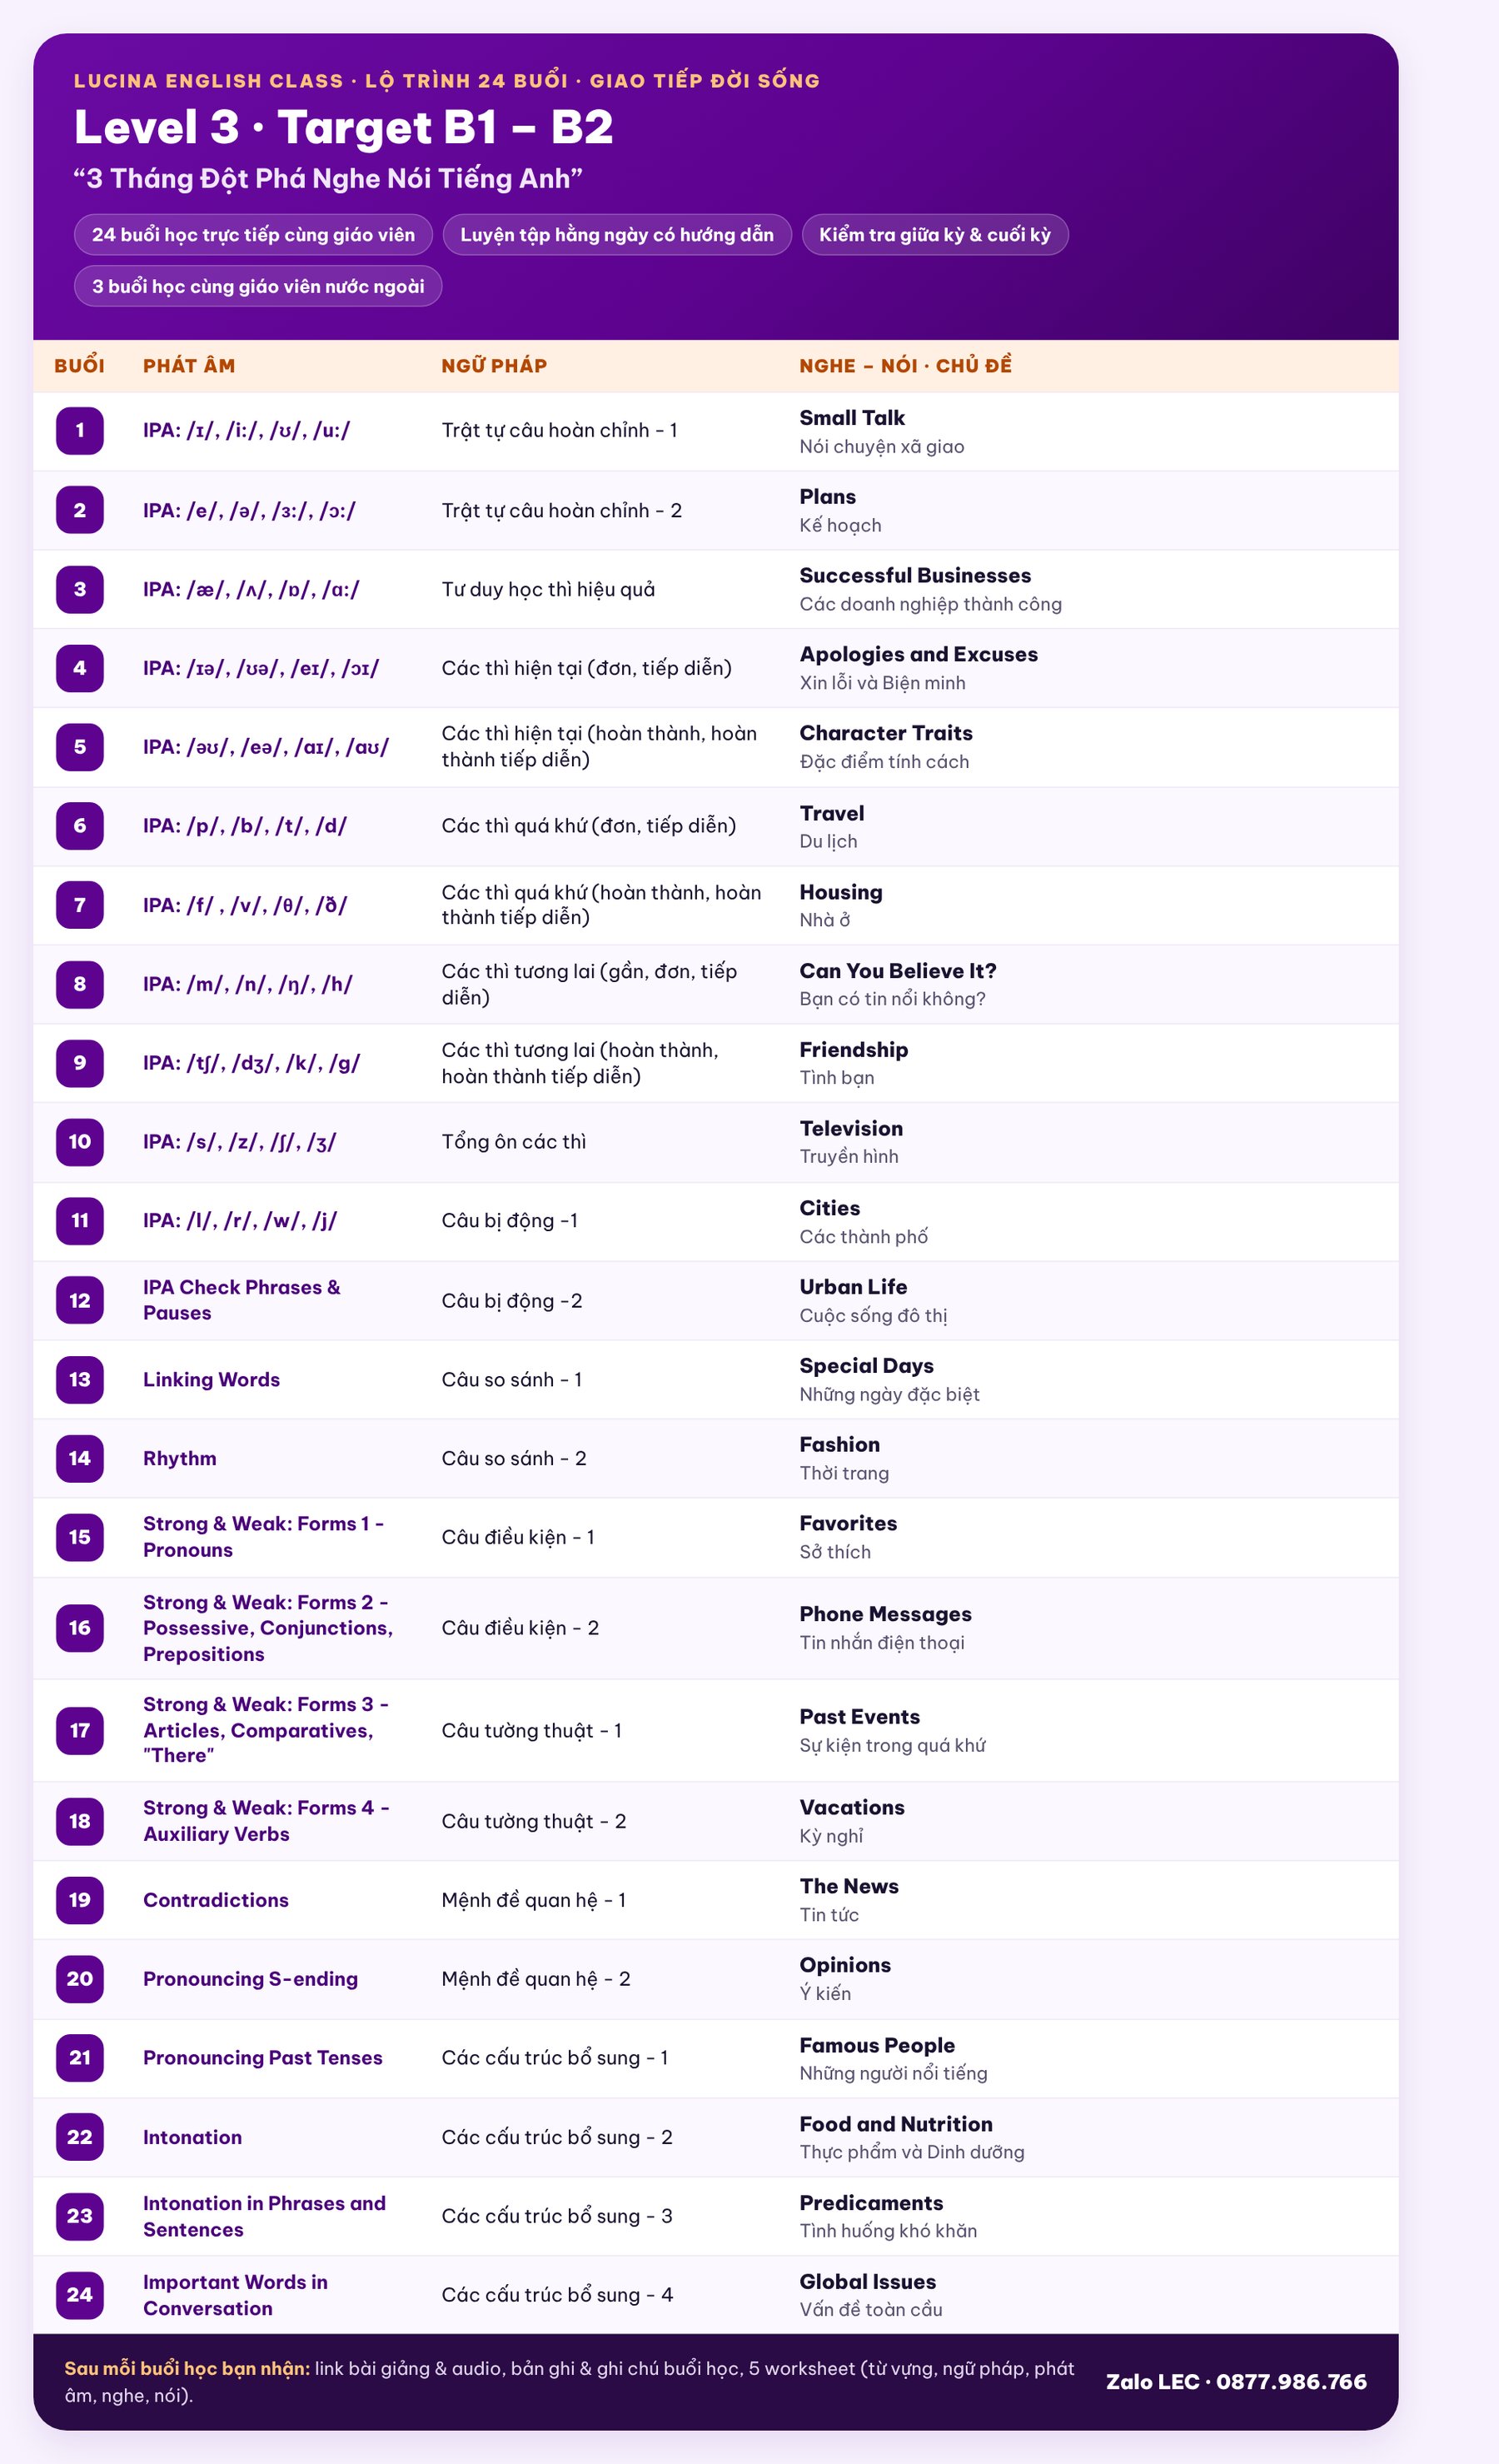 LUCINA ENGLISH CLASS · LỘ TRÌNH 24 BUỔI · GIAO TIẾP ĐỜI SỐNG
Level 3 · Target B1 – B2
“3 Tháng Đột Phá Nghe Nói Tiếng Anh”
24 buổi học trực tiếp cùng giáo viên
Luyện tập hằng ngày có hướng dẫn
Kiểm tra giữa kỳ & cuối kỳ
3 buổi học cùng giáo viên nước ngoài
BUỔI PHÁT ÂM NGỮ PHÁP NGHE – NÓI · CHỦ ĐỀ
1
IPA: /ɪ/, /i:/, /ʊ/, /u:/
Trật tự câu hoàn chỉnh - 1
Small Talk
Nói chuyện xã giao
2
IPA: /e/, /ə/, /ɜ:/, /ɔ:/
Trật tự câu hoàn chỉnh - 2
Plans
Kế hoạch
3
IPA: /æ/, /ʌ/, /ɒ/, /ɑ:/
Tư duy học thì hiệu quả
Successful Businesses
Các doanh nghiệp thành công
4
IPA: /ɪə/, /ʊə/, /eɪ/, /ɔɪ/
Các thì hiện tại (đơn, tiếp diễn)
Apologies and Excuses
Xin lỗi và Biện minh
5
IPA: /əʊ/, /eə/, /aɪ/, /aʊ/
Các thì hiện tại (hoàn thành, hoàn
thành tiếp diễn)
Character Traits
Đặc điểm tính cách
6
IPA: /p/, /b/, /t/, /d/
Các thì quá khứ (đơn, tiếp diễn)
Travel
Du lịch
7
IPA: /f/ , /v/, /θ/, /ð/
Các thì quá khứ (hoàn thành, hoàn
thành tiếp diễn)
Housing
Nhà ở
8
IPA: /m/, /n/, /ŋ/, /h/
Các thì tương lai (gần, đơn, tiếp
diễn)
Can You Believe It?
Bạn có tin nổi không?
9
IPA: /tʃ/, /dʒ/, /k/, /g/
Các thì tương lai (hoàn thành,
hoàn thành tiếp diễn)
Friendship
Tình bạn
10
IPA: /s/, /z/, /ʃ/, /ʒ/
Tổng ôn các thì
Television
Truyền hình
11
IPA: /l/, /r/, /w/, /j/
Câu bị động -1
Cities
Các thành phố
12
IPA Check Phrases &
Pauses
Câu bị động -2
Urban Life
Cuộc sống đô thị
13
Linking Words
Câu so sánh - 1
Special Days
Những ngày đặc biệt
14
Rhythm
Câu so sánh - 2
Fashion
Thời trang
15
Strong & Weak: Forms 1 -
Pronouns
Câu điều kiện - 1
Favorites
Sở thích
16
Strong & Weak: Forms 2 -
Possessive, Conjunctions,
Prepositions
Câu điều kiện - 2
Phone Messages
Tin nhắn điện thoại
17
Strong & Weak: Forms 3 -
Articles, Comparatives,
"There"
Câu tường thuật - 1
Past Events
Sự kiện trong quá khứ
18
Strong & Weak: Forms 4 -
Auxiliary Verbs
Câu tường thuật - 2
Vacations
Kỳ nghỉ
19
Contradictions
Mệnh đề quan hệ - 1
The News
Tin tức
20
Pronouncing S-ending
Mệnh đề quan hệ - 2
Opinions
Ý kiến
21
Pronouncing Past Tenses
Các cấu trúc bổ sung - 1
Famous People
Những người nổi tiếng
22
Intonation
Các cấu trúc bổ sung - 2
Food and Nutrition
Thực phẩm và Dinh dưỡng
23
Intonation in Phrases and
Sentences
Các cấu trúc bổ sung - 3
Predicaments
Tình huống khó khăn
24
Important Words in
Conversation
Các cấu trúc bổ sung - 4
Global Issues
Vấn đề toàn cầu
Sau mỗi buổi học bạn nhận: link bài giảng & audio, bản ghi & ghi chú buổi học, 5 worksheet (từ vựng, ngữ pháp, phát
âm, nghe, nói).
Zalo LEC · 0877.986.766